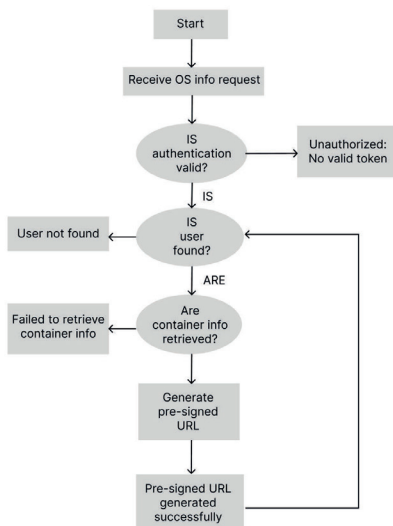 Start
Receive OS info request
IS
authentication
valid?
Unauthorized:
No valid token
IS
User not found
IS
user
found?
ARE
Failed to retrieve
container info
Are
container info
retrieved?
Generate
pre-signed
URL
Pre-signed URL
generated
successfully